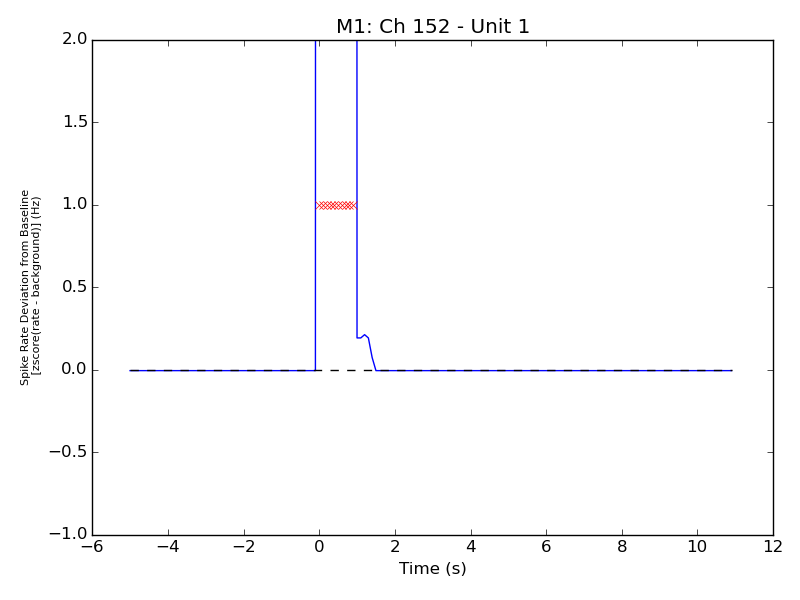 M1: Ch 152 - Unit 1
2.0
1.5
1.0
0.5
0.0
−0.5
−1.0
Spike Rate Deviation from Baseline
[zscore(rate - background)] (Hz)
−6 −4 −2 0 2 4 6 8 10 12
Time (s)